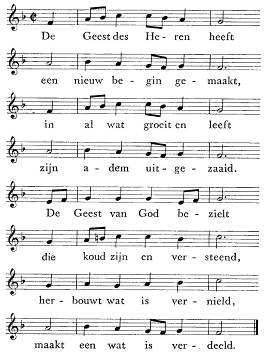 De Geest des He - ren heeft
een nieuw be - gin ge - maakt,
in al wat groeit en leeft
zijn a - dem uit - ge - zaaid.
De Geest van God be - zielt
die koud zijn en ver - steend,
her - bouwt wat is ver - nield,
maakt een wat is ver - deeld.